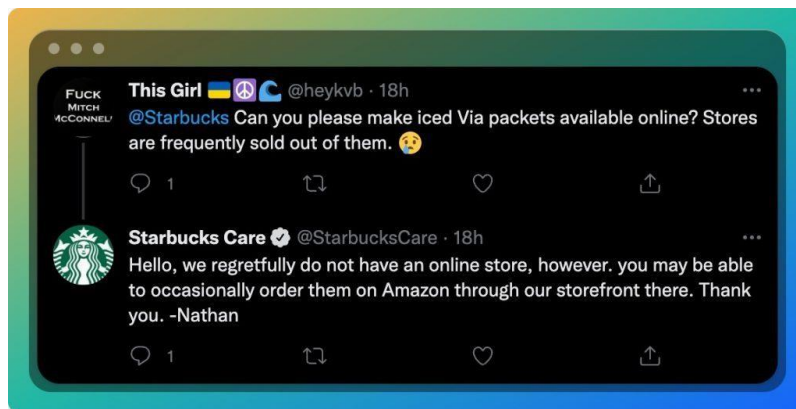 FUCK
MITCH
MCCONNEL
This Girl 🇺🇦☮️🌊 @heykvb · 18h
@Starbucks Can you please make iced Via packets available online? Stores
are frequently sold out of them. 😢
1
Starbucks Care @StarbucksCare · 18h
Hello, we regretfully do not have an online store, however. you may be able
to occasionally order them on Amazon through our storefront there. Thank
you. -Nathan
1